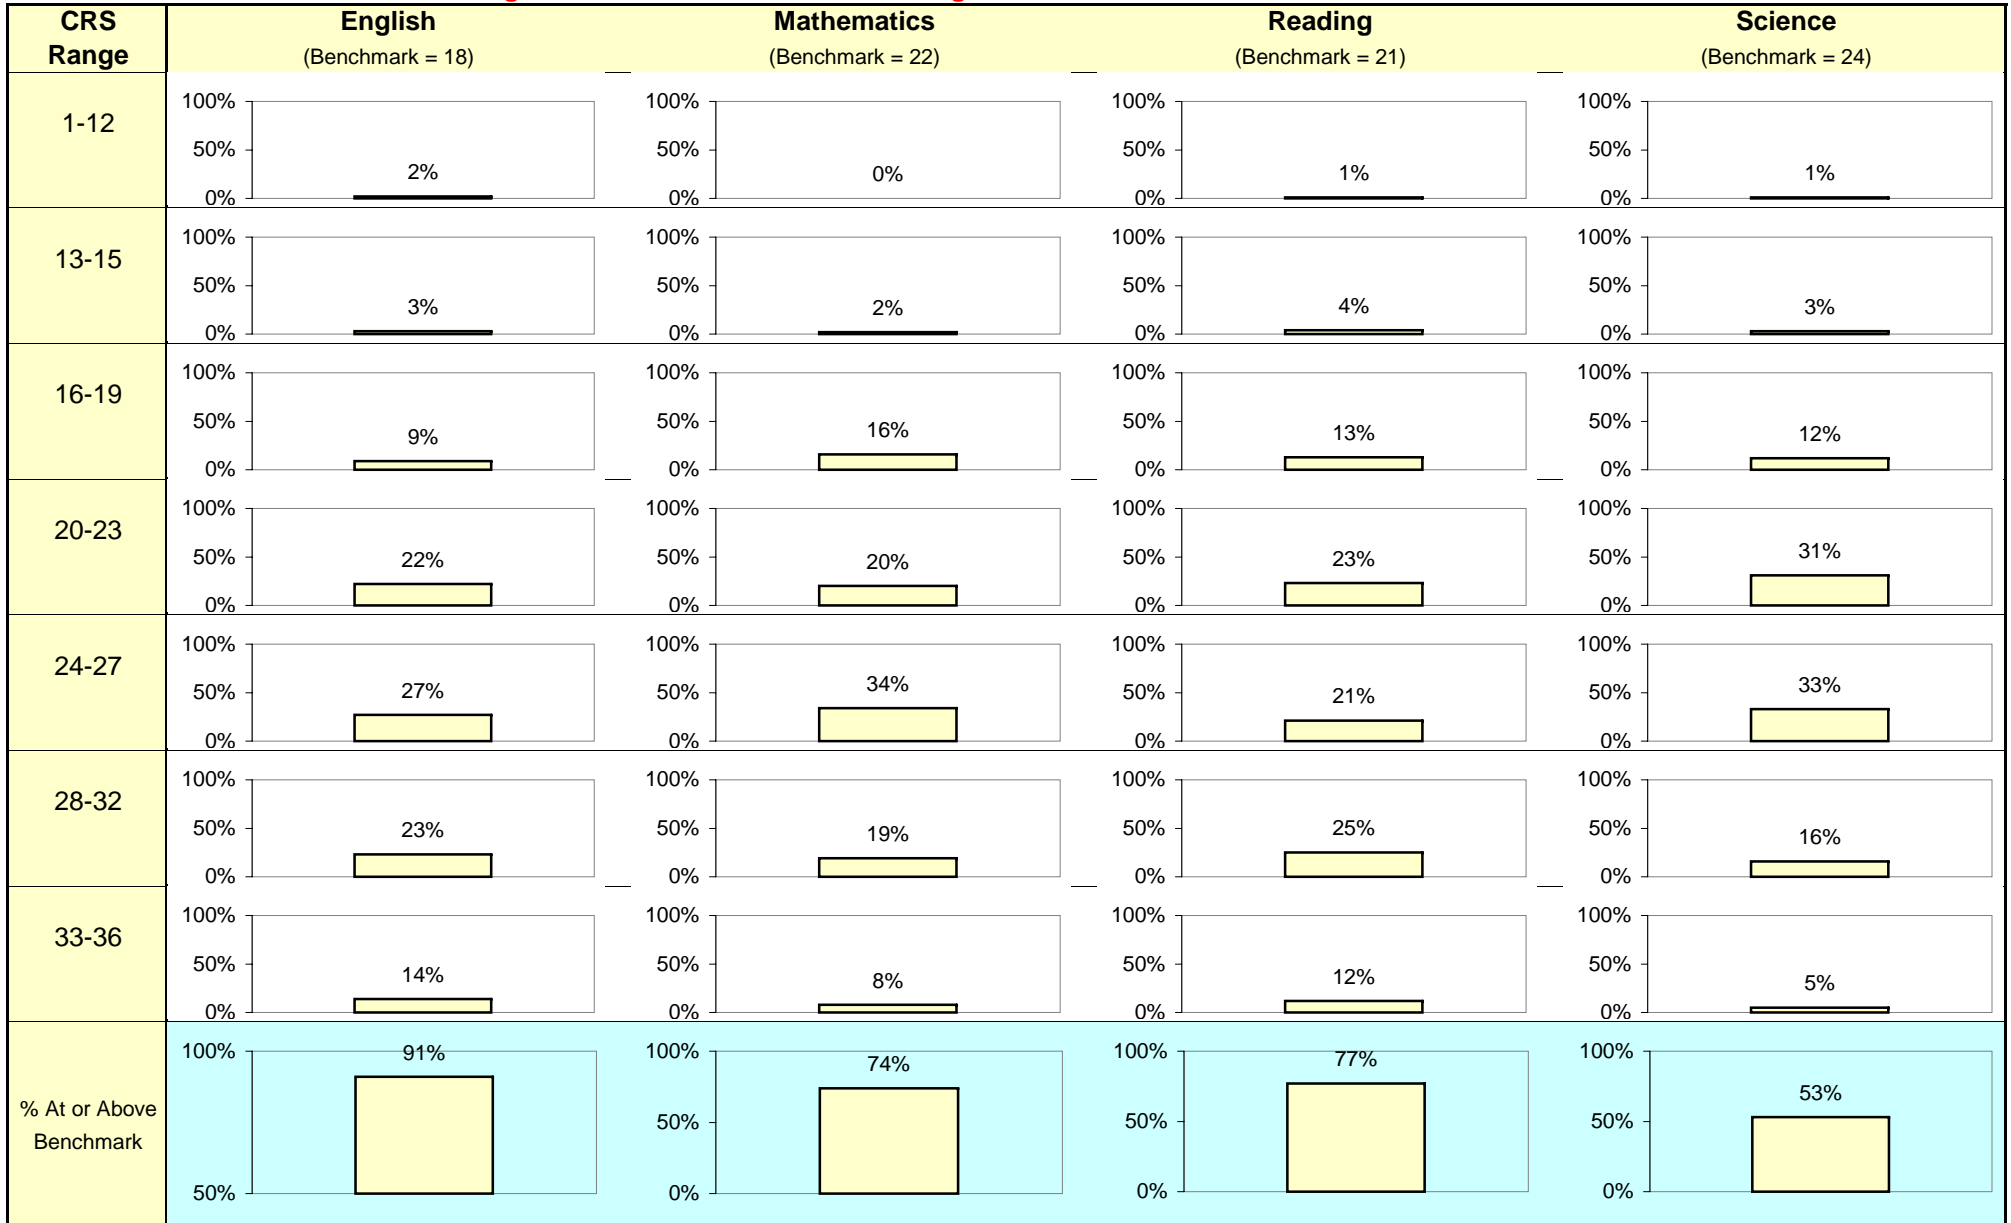 CRS Range English Mathematics Reading Science
(Benchmark = 18) (Benchmark = 22) (Benchmark = 21) (Benchmark = 24)
1-12
100% 100% 100% 100%
50% 50% 50% 50%
2% 0% 1% 1%
0% 0% 0% 0%
13-15
100% 100% 100% 100%
50% 50% 50% 50%
3% 2% 4% 3%
0% 0% 0% 0%
16-19
100% 100% 100% 100%
50% 50% 50% 50%
9% 16% 13% 12%
0% 0% 0% 0%
20-23
100% 100% 100% 100%
50% 50% 50% 50%
22% 20% 23% 31%
0% 0% 0% 0%
24-27
100% 100% 100% 100%
50% 50% 50% 50%
27% 34% 21% 33%
0% 0% 0% 0%
28-32
100% 100% 100% 100%
50% 50% 50% 50%
23% 19% 25% 16%
0% 0% 0% 0%
33-36
100% 100% 100% 100%
50% 50% 50% 50%
14% 8% 12% 5%
0% 0% 0% 0%
% At or Above
Benchmark
100% 91% 100% 74% 100% 77% 100% 53%
50% 50% 50%
50% 0% 0% 0%